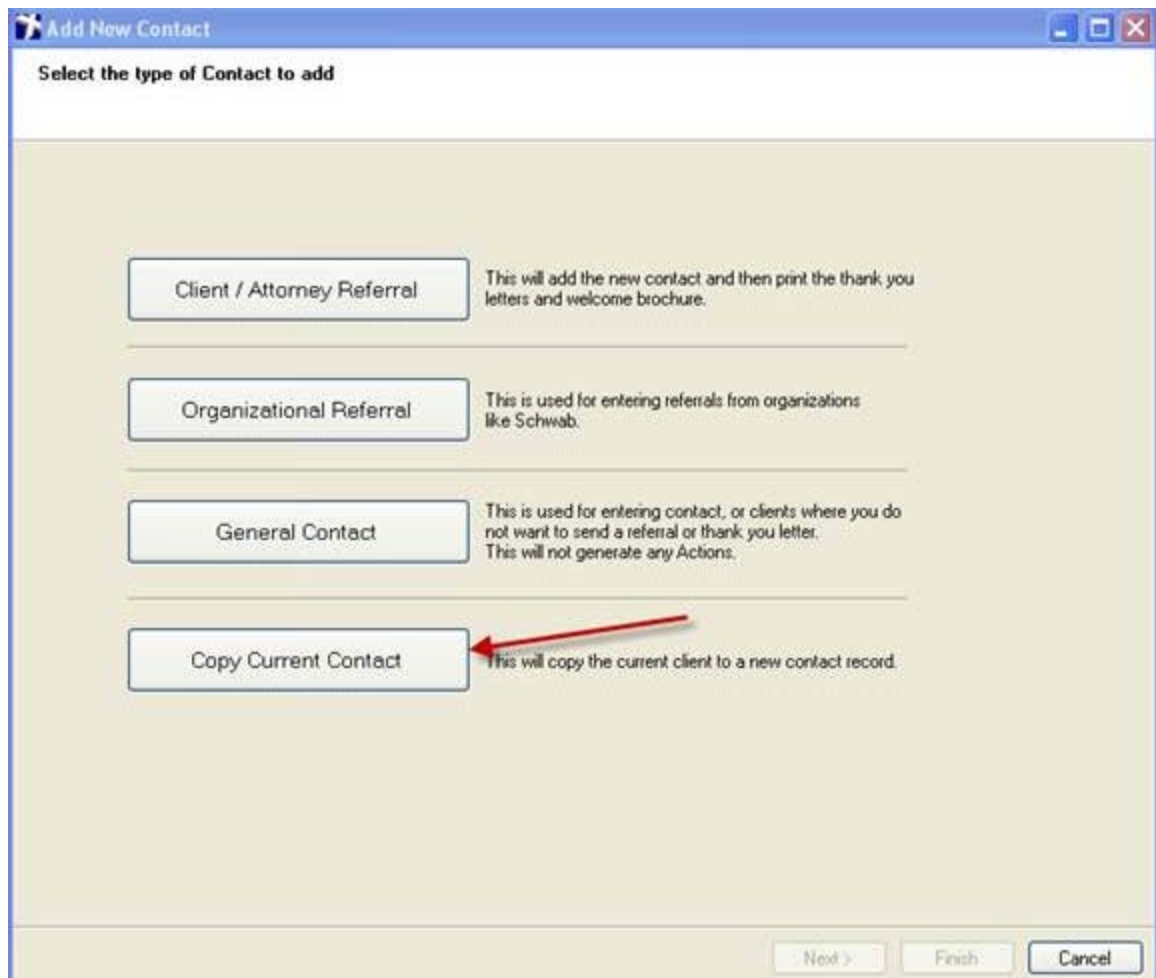 Add New Contact
Select the type of Contact to add
Client / Attorney Referral
This will add the new contact and then print the thank you
letters and welcome brochure.
Organizational Referral
This is used for entering referrals from organizations
like Schwab.
General Contact
This is used for entering contact, or clients where you do
not want to send a referral or thank you letter.
This will not generate any Actions.
Copy Current Contact
This will copy the current client to a new contact record.
Next >
Finish
Cancel